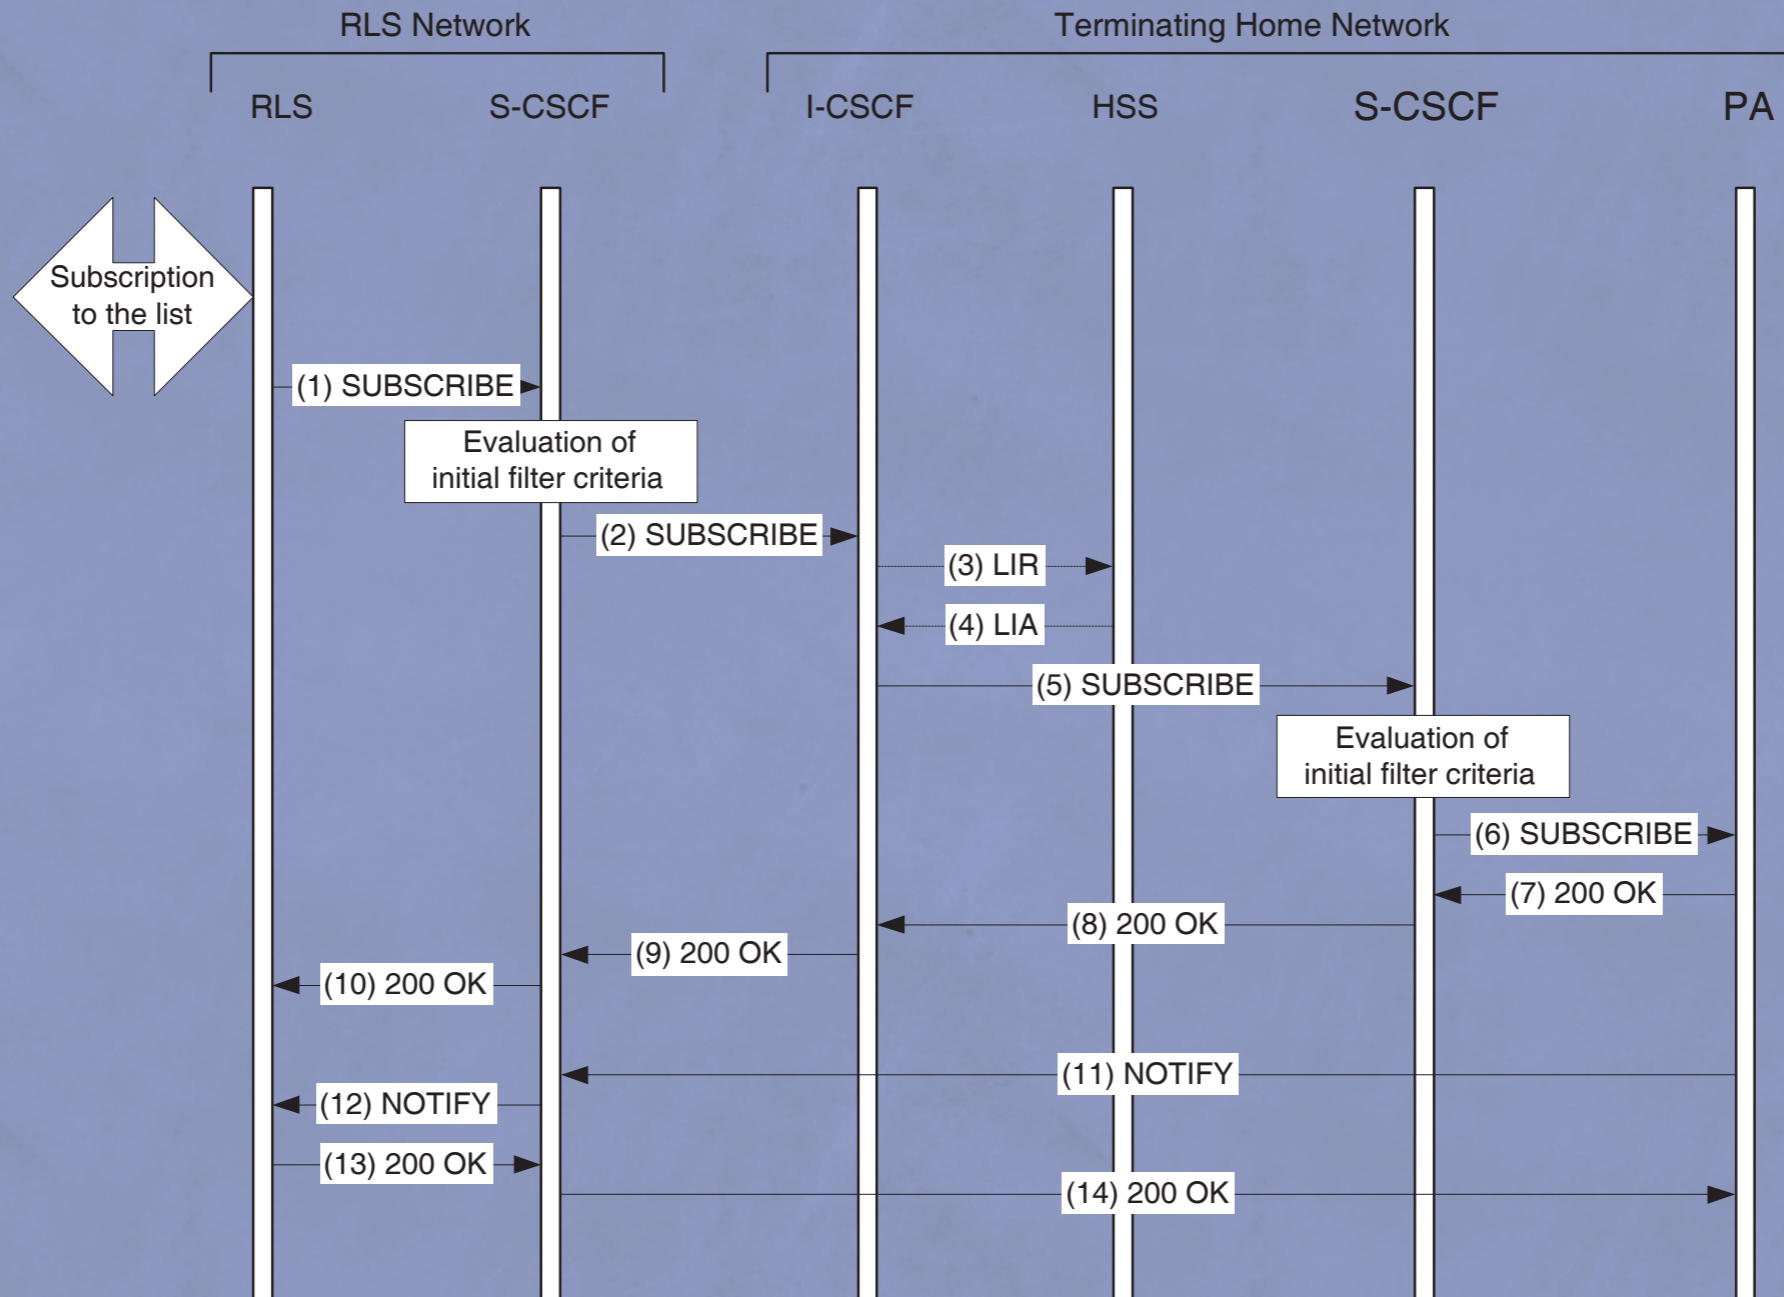 RLS Network
Terminating Home Network
RLS
S-CSCF
I-CSCF
HSS
S-CSCF
PA
Subscription
to the list
(1) SUBSCRIBE
Evaluation of
initial filter criteria
(2) SUBSCRIBE
(3) LIR
(4) LIA
(5) SUBSCRIBE
Evaluation of
initial filter criteria
(6) SUBSCRIBE
(7) 200 OK
(8) 200 OK
(9) 200 OK
(10) 200 OK
(11) NOTIFY
(12) NOTIFY
(13) 200 OK
(14) 200 OK